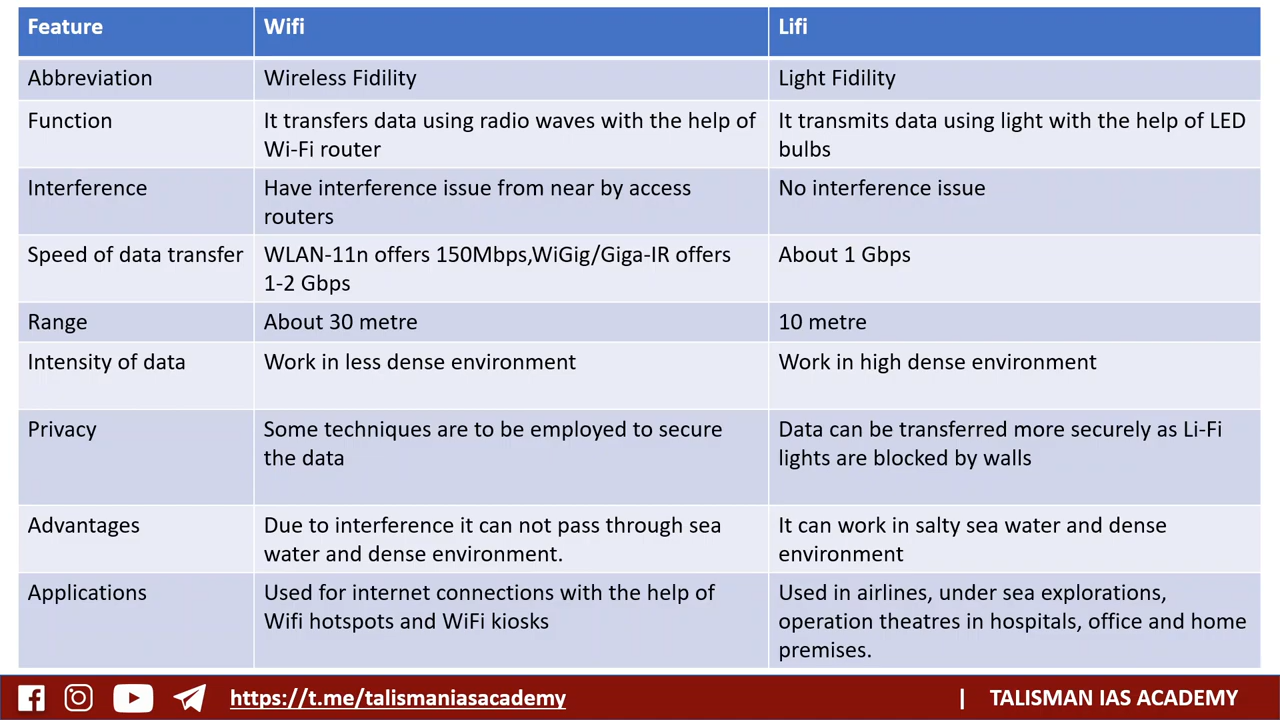 Feature Wifi Lifi
Abbreviation Wireless Fidility Light Fidility
Function It transfers data using radio waves with the help of It transmits data using light with the help of LED
Wi-Fi router bulbs
Interference Have interference issue from near by access No interference issue
routers
Speed of data transfer WLAN-11n offers 150Mbps,WiGig/Giga-IR offers About 1 Gbps
1-2 Gbps
Range About 30 metre 10 metre
Intensity of data Work in less dense environment Work in high dense environment
Privacy Some techniques are to be employed to secure Data can be transferred more securely as Li-Fi
the data lights are blocked by walls
Advantages Due to interference it can not pass through sea It can work in salty sea water and dense
water and dense environment. environment
Applications Used for internet connections with the help of Used in airlines, under sea explorations,
Wifi hotspots and WiFi kiosks operation theatres in hospitals, office and home
premises.
https://t.me/talismaniasacademy | TALISMAN IAS ACADEMY